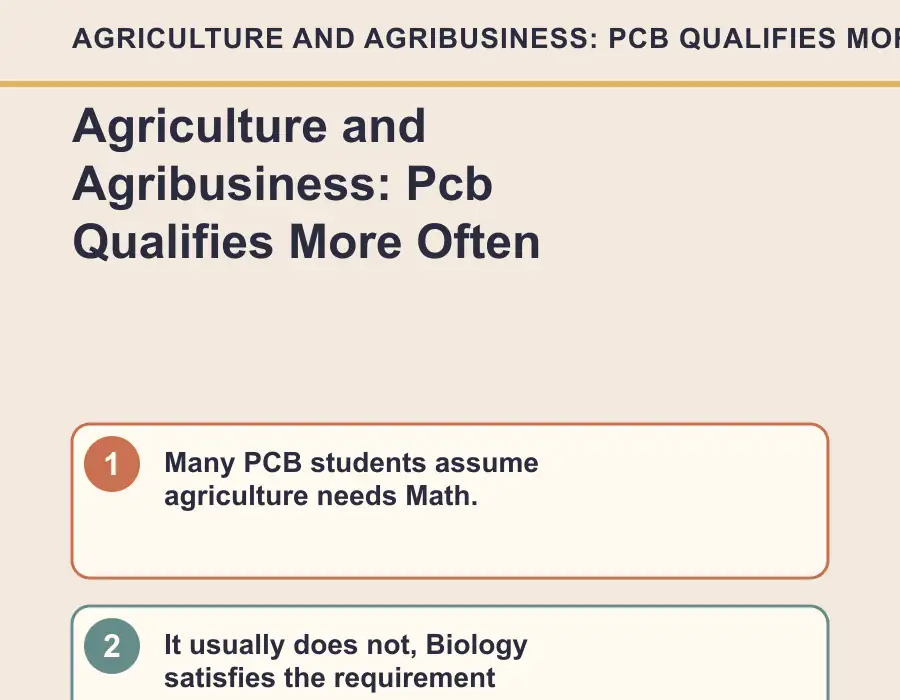 AGRICULTURE AND AGRIBUSINESS: PCB QUALIFIES
Agriculture and
Agribusiness: Pcb
Qualifies More Often
1
Many PCB students assume
agriculture needs Math.
2
It usually does not, Biology
satisfies the requirement